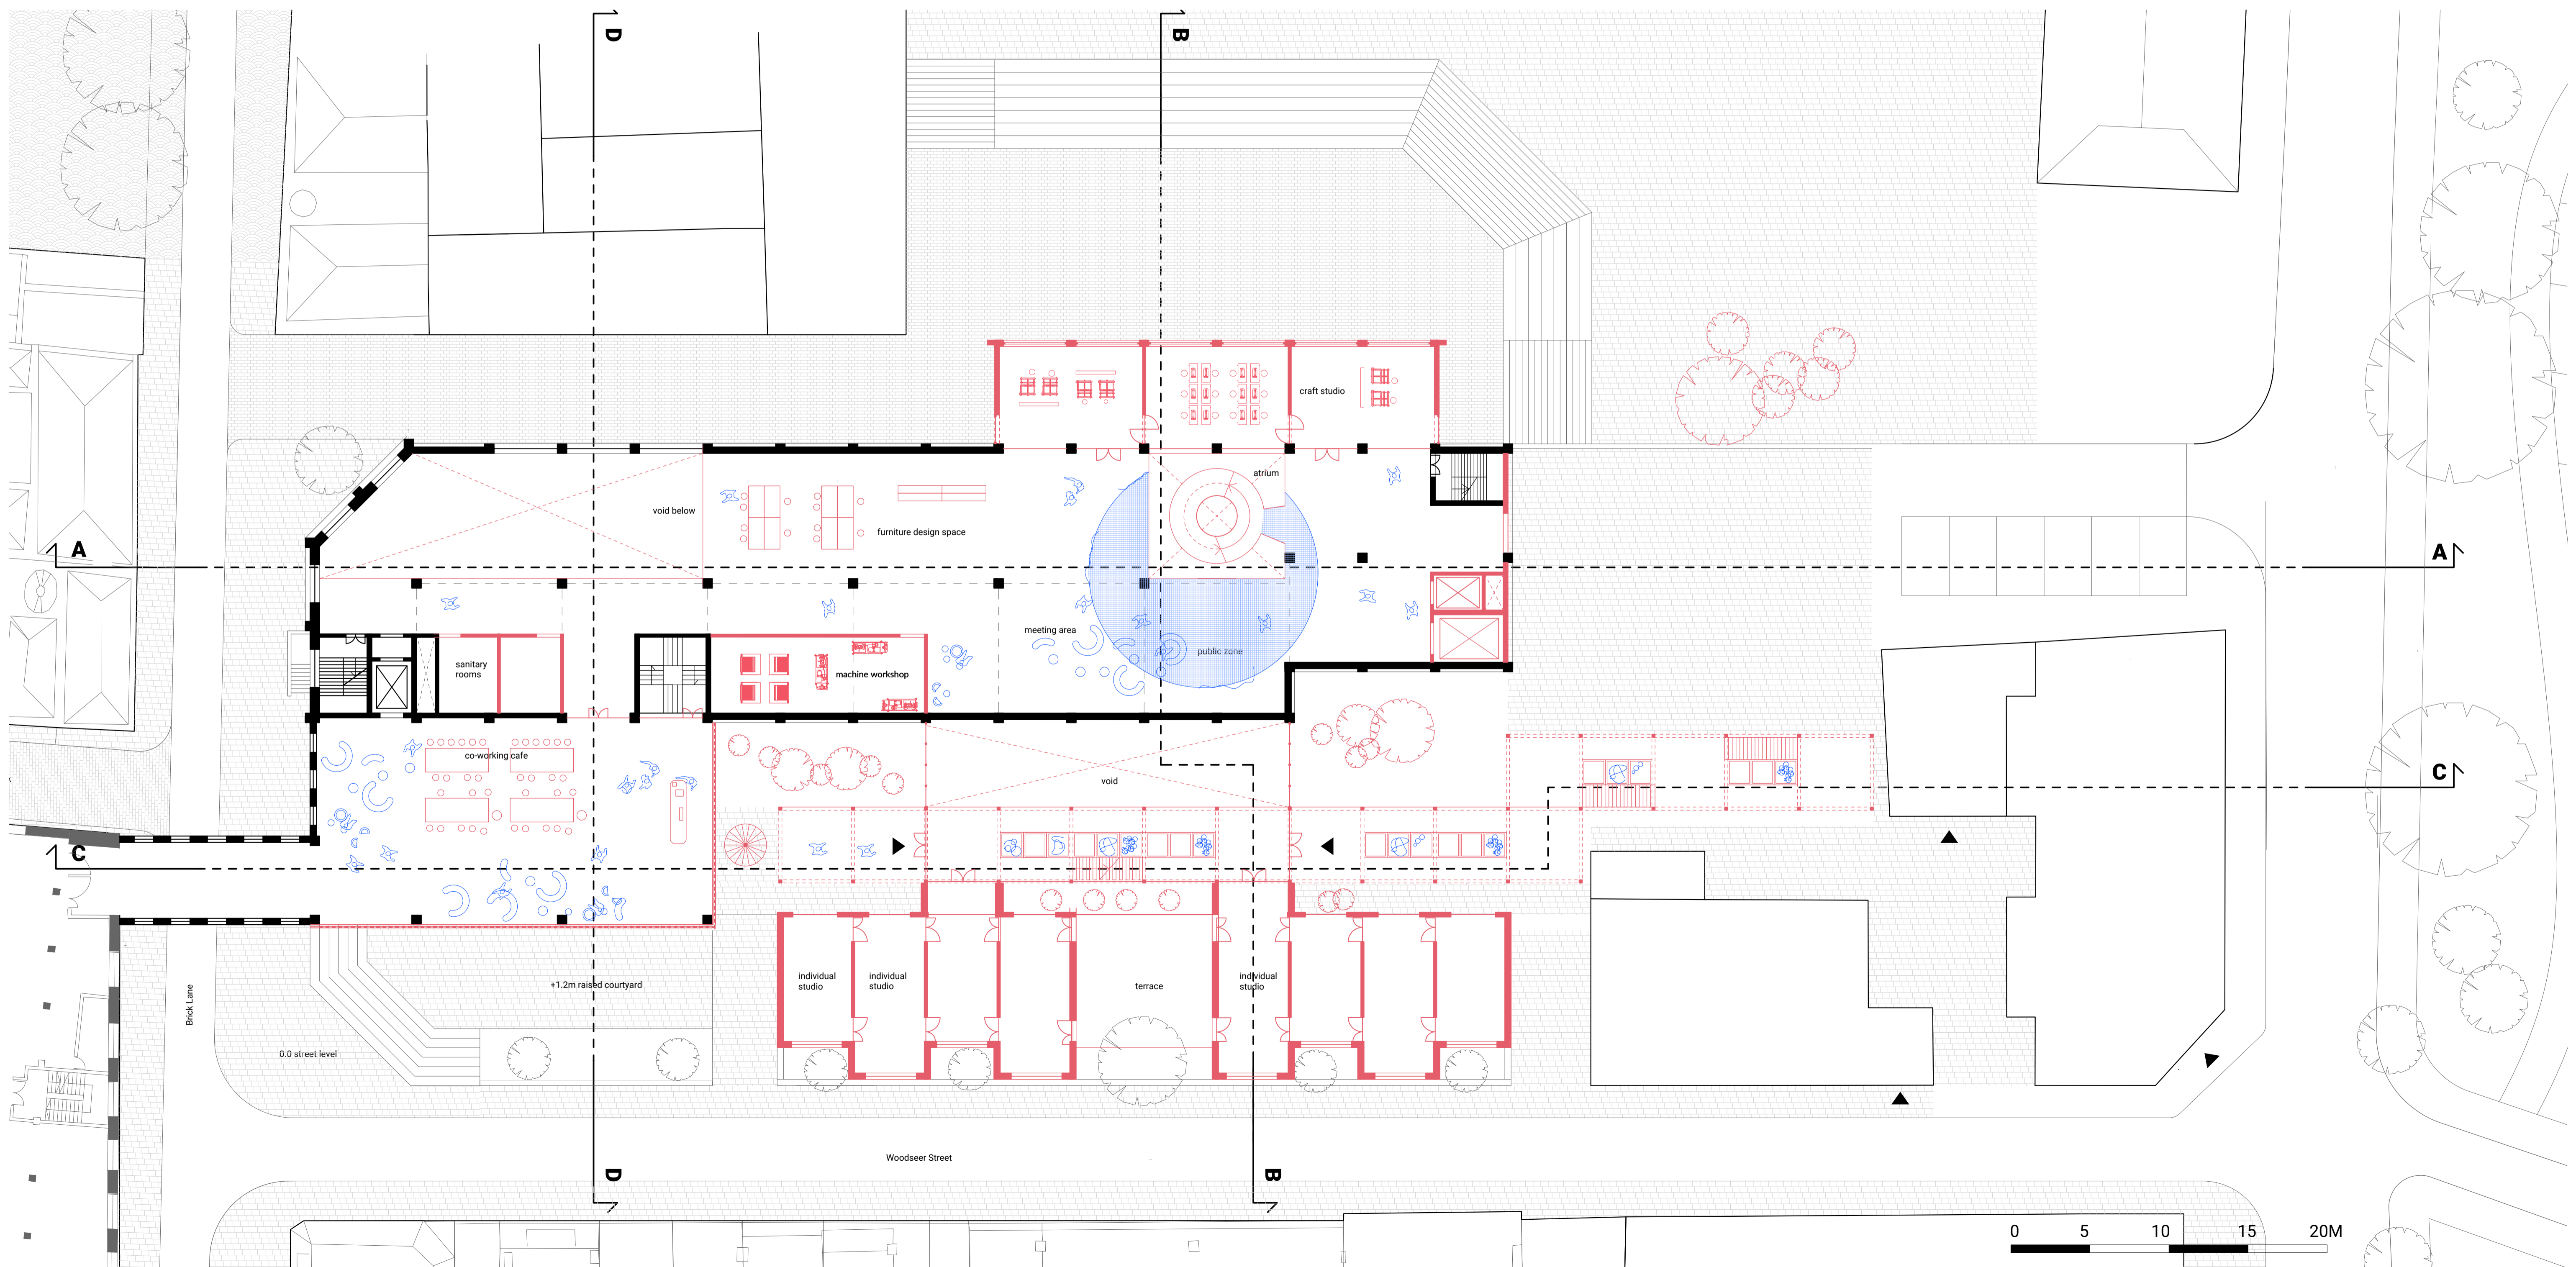 D
B
craft studio
atrium
void below
furniture design space
A
A
meeting area
public zone
sanitary
rooms
machine workshop
co-working cafe
void
C
C
individual
studio
individual
studio
terrace
individual
studio
+1.2m raised courtyard
Brick Lane
0.0 street level
Woodseer Street
D
B
0 5 10 15 20M